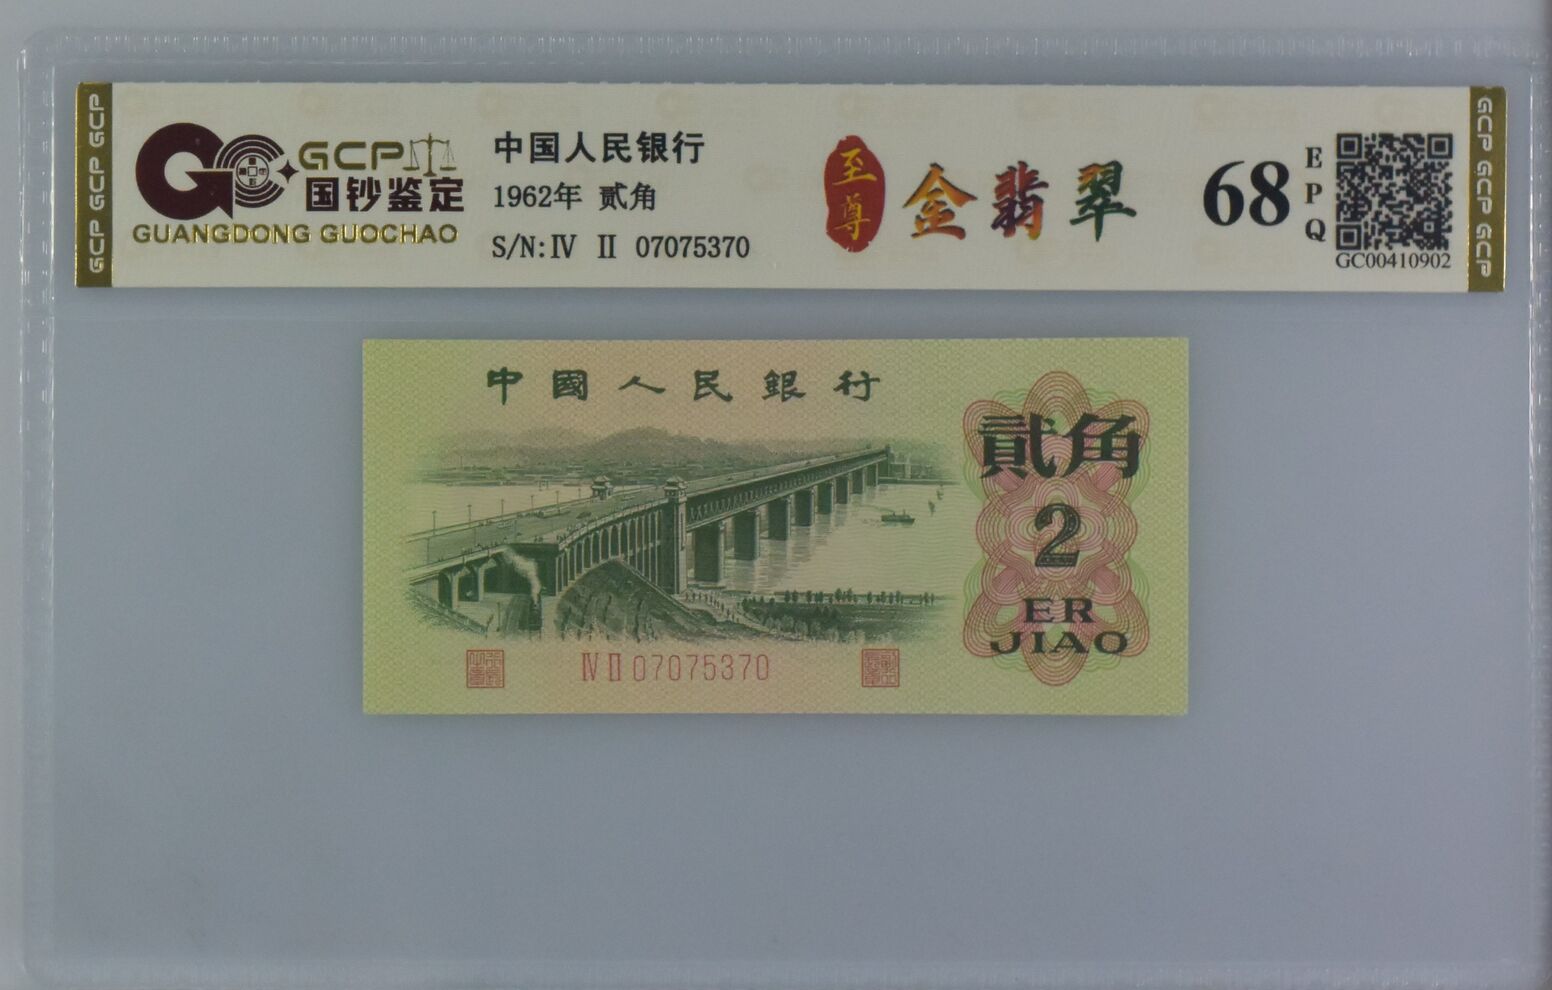 GCP GCP GCP
GCP
国钞鉴定
GUANGDONG GUOCHAO
中国人民银行
1962年 贰角
S/N:Ⅳ Ⅱ 07075370
至尊
金翡翠
68
EPQ
GC00410902
GCP GCP GCP
中國人民銀行
貳角
2
ER
JIAO
Ⅳ Ⅱ 07075370